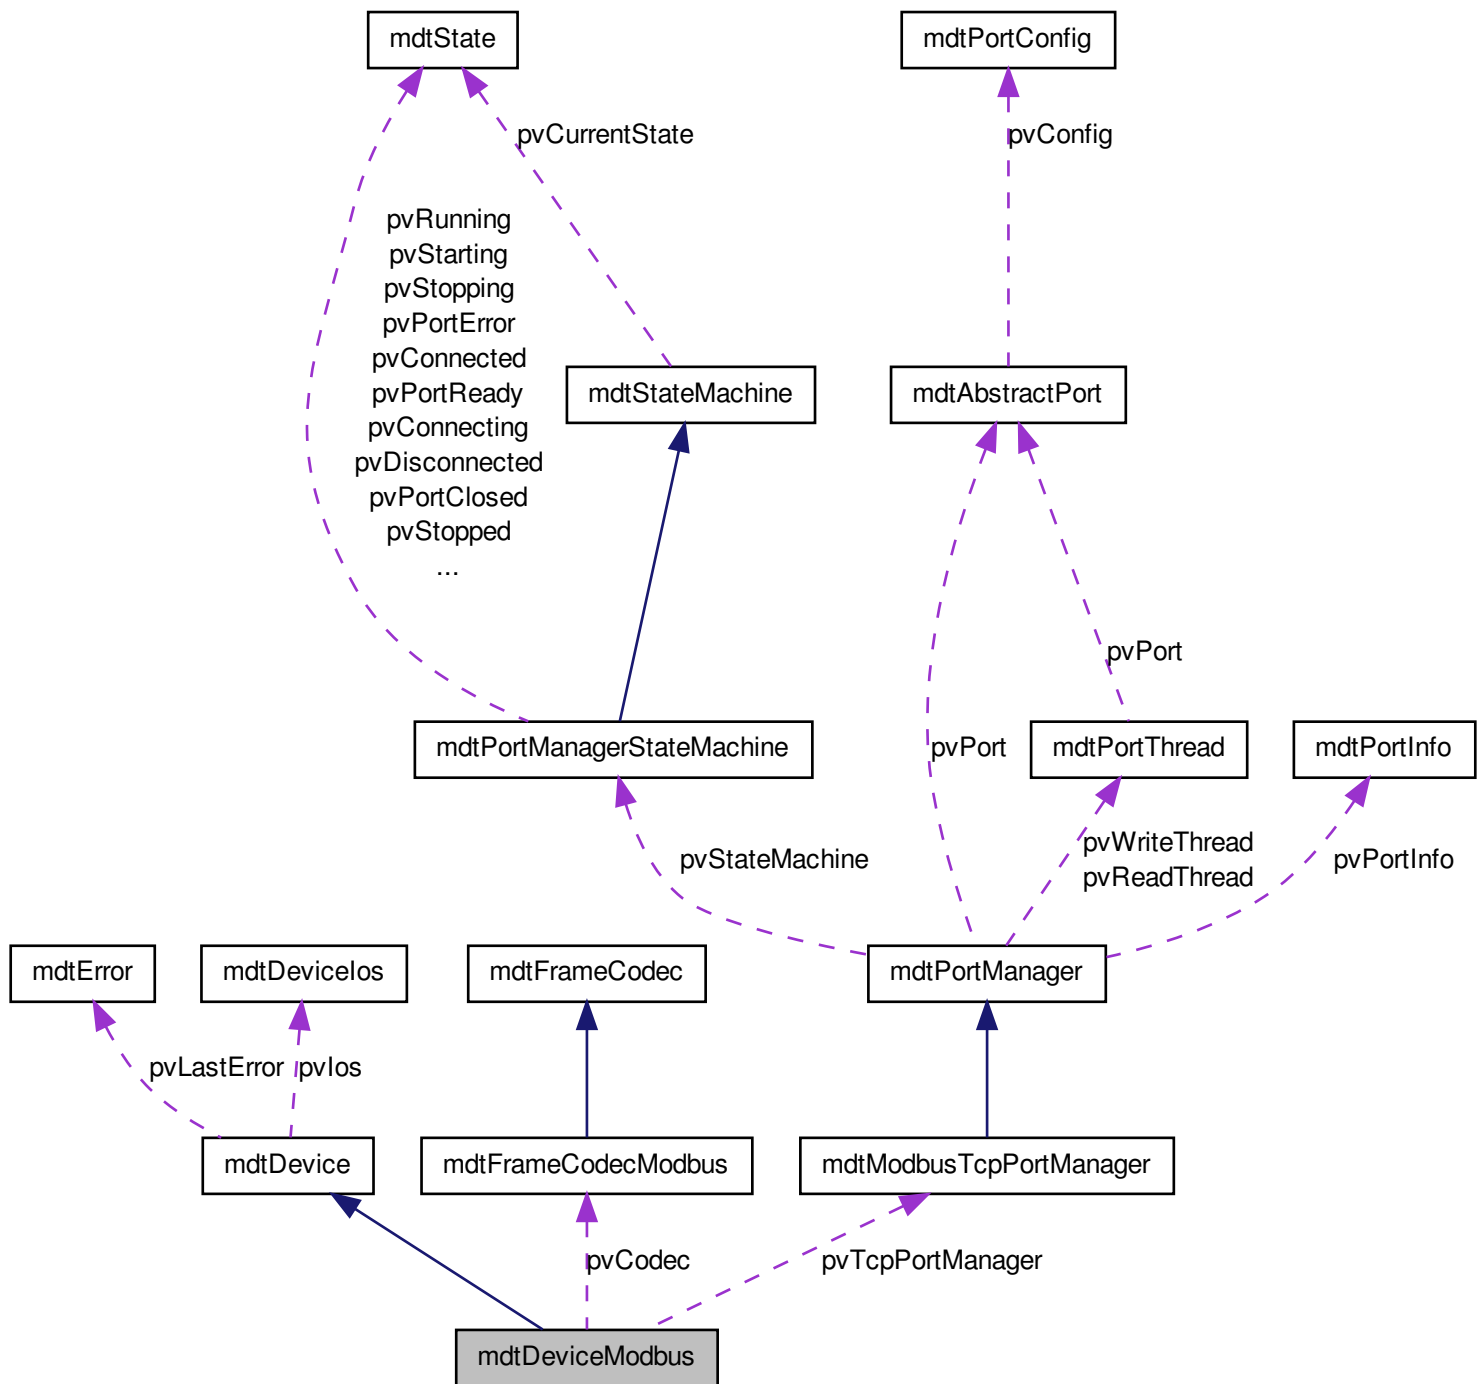 mdtState
mdtPortConfig
pvCurrentState
pvConfig
pvRunning
pvStarting
pvStopping
pvPortError
pvConnected
pvPortReady
pvConnecting
pvDisconnected
pvPortClosed
pvStopped
...
mdtStateMachine
mdtAbstractPort
pvPort
mdtPortManagerStateMachine
pvPort
mdtPortThread
mdtPortInfo
pvStateMachine
pvWriteThread
pvReadThread
pvPortInfo
mdtError
mdtDeviceIos
mdtFrameCodec
mdtPortManager
pvLastError
pvIos
mdtDevice
mdtFrameCodecModbus
mdtModbusTcpPortManager
pvCodec
pvTcpPortManager
mdtDeviceModbus